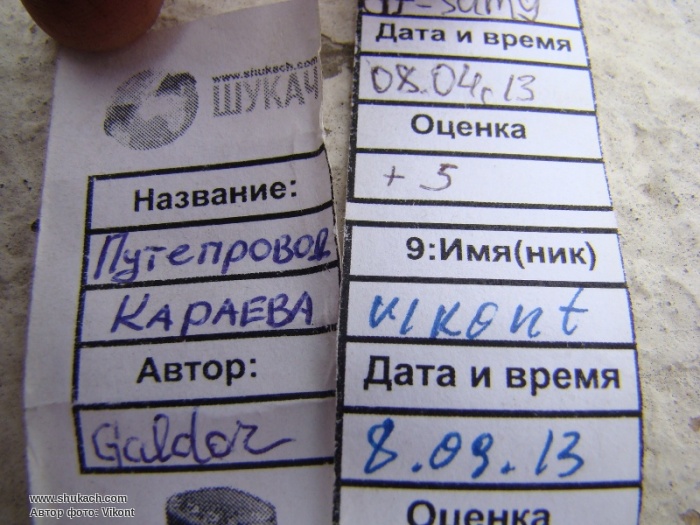 www.shukach.com
ШУКАЧ
Название:
Путепровод
КАРАЕВА
Автор:
Galdor
Дата и время
08.04.13
Оценка
+5
9:Имя(ник)
vikont
Дата и время
8.09.13
Оценка
www.shukach.com
Автор фото: Vikont